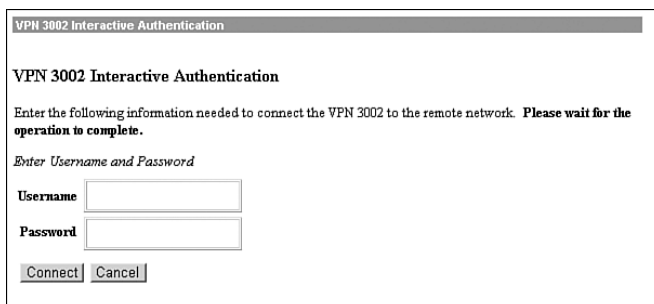 VPN 3002 Interactive Authentication
VPN 3002 Interactive Authentication
Enter the following information needed to connect the VPN 3002 to the remote network. Please wait for the
operation to complete.
Enter Username and Password
Username
Password
Connect Cancel